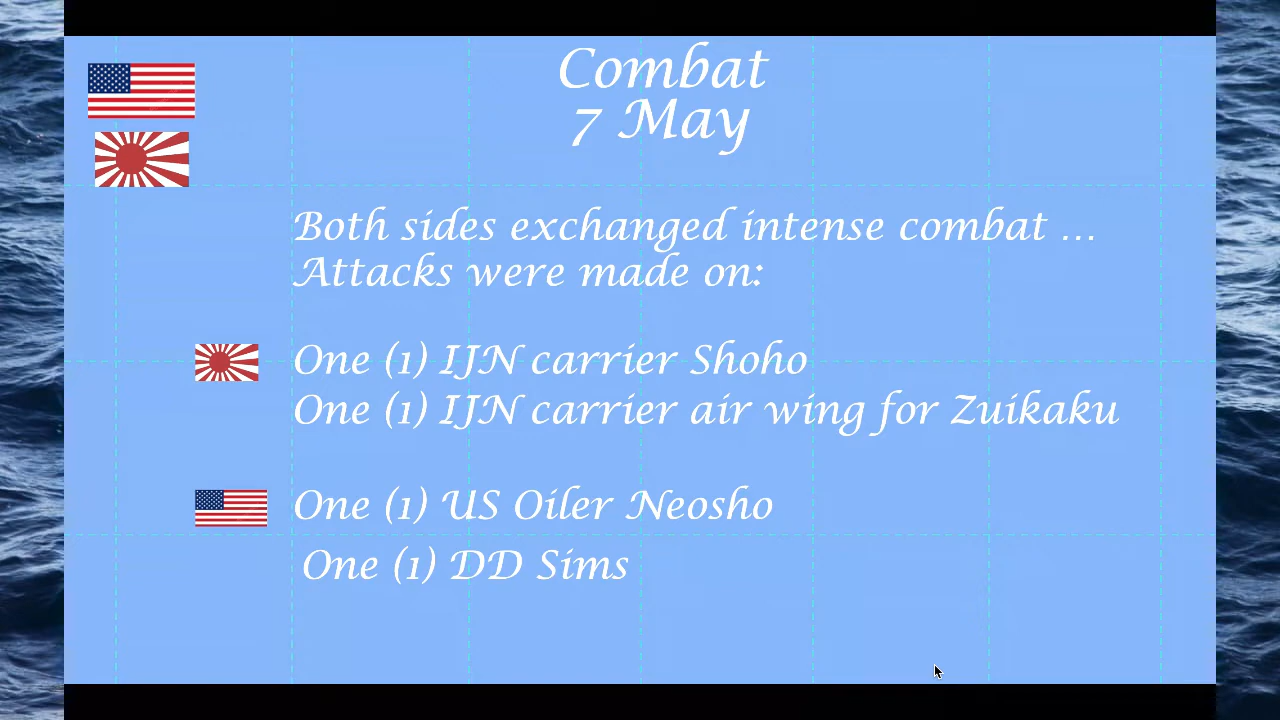 Combat
7 May
Both sides exchanged intense combat ...
Attacks were made on:
One (1) IJN carrier Shoho
One (1) IJN carrier air wing for Zuikaku
One (1) US Oiler Neosho
One (1) DD Sims